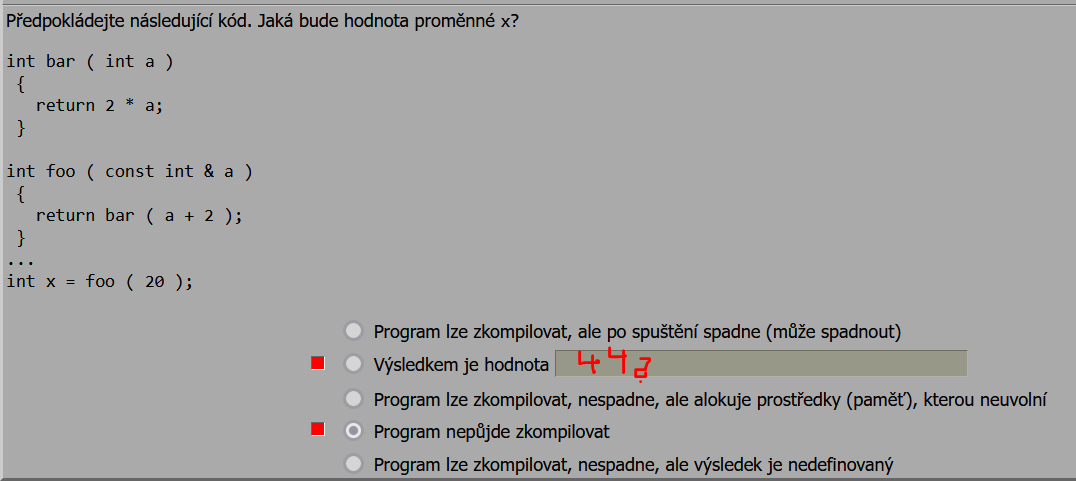 Předpokládejte následující kód. Jaká bude hodnota proměnné x?
int bar ( int a )
{
return 2 * a;
}
int foo ( const int & a )
{
return bar ( a + 2 );
}
...
int x = foo ( 20 );
Program lze zkompilovat, ale po spuštění spadne (může spadnout)
Výsledkem je hodnota 44?
Program lze zkompilovat, nespadne, ale alokuje prostředky (paměť), kterou neuvolní
Program nepůjde zkompilovat
Program lze zkompilovat, nespadne, ale výsledek je nedefinovaný